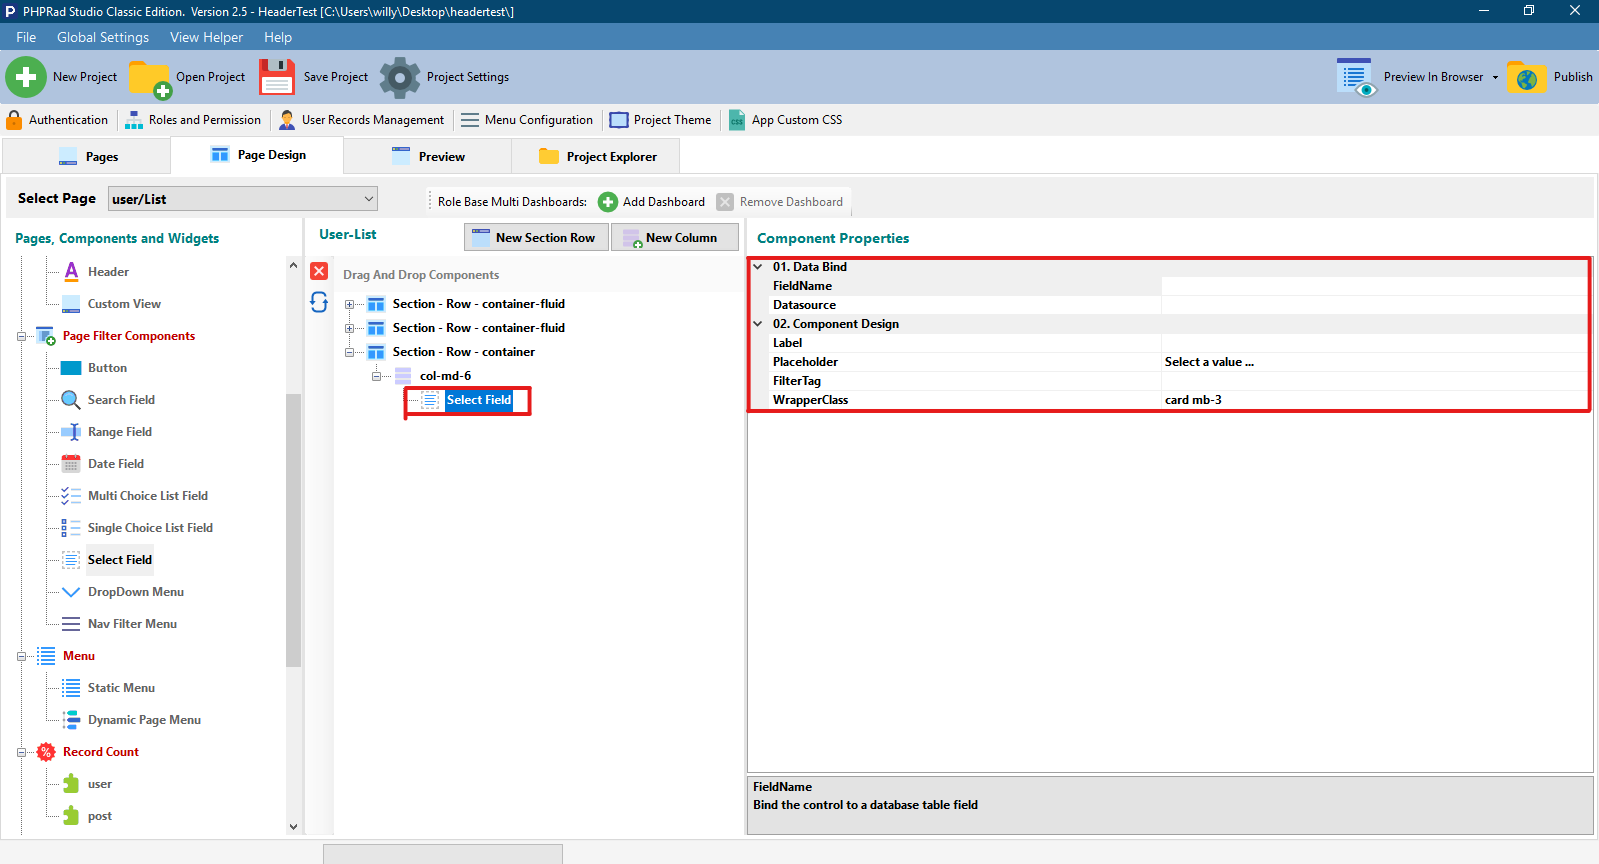 PHPRad Studio Classic Edition. Version 2.5 - HeaderTest [C:\Users\willy\Desktop\headertest\]
File Global Settings View Helper Help
New Project Open Project Save Project Project Settings Preview In Browser Publish
Authentication Roles and Permission User Records Management Menu Configuration Project Theme CSS App Custom CSS
Pages Page Design Preview Project Explorer
Select Page user/List Role Base Multi Dashboards: Add Dashboard Remove Dashboard
Pages, Components and Widgets
Header
Custom View
Page Filter Components
Button
Search Field
Range Field
Date Field
Multi Choice List Field
Single Choice List Field
Select Field
DropDown Menu
Nav Filter Menu
Menu
Static Menu
Dynamic Page Menu
Record Count
user
post
User-List New Section Row New Column
Drag And Drop Components
Section - Row - container-fluid
Section - Row - container-fluid
Section - Row - container
col-md-6
Select Field
Component Properties
01. Data Bind
FieldName
Datasource
02. Component Design
Label
Placeholder Select a value ...
FilterTag
WrapperClass card mb-3
FieldName
Bind the control to a database table field